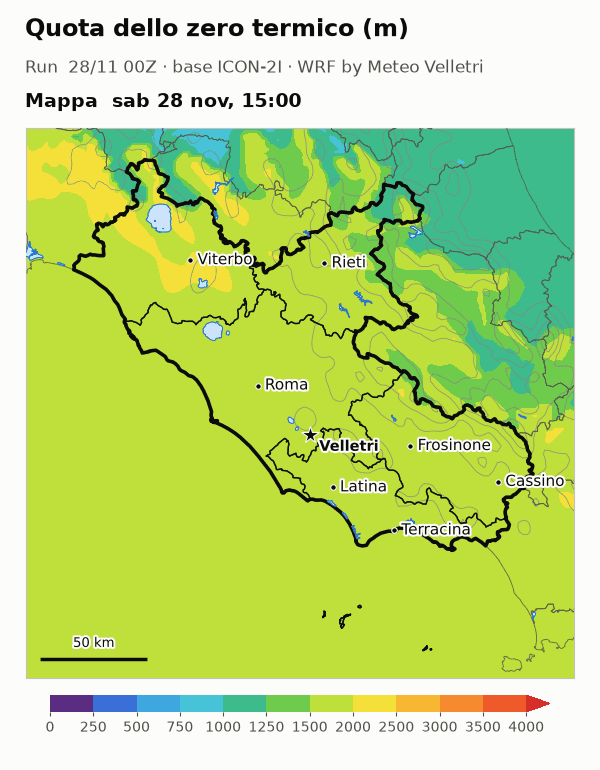 Quota dello zero termico (m)
Run  28/11 00Z · base ICON-2I · WRF by Meteo Velletri
Mappa  sab 28 nov, 15:00
Viterbo
Rieti
Roma
Velletri
Frosinone
Cassino
Latina
Terracina
50 km
0 250 500 750 1000 1250 1500 2000 2500 3000 3500 4000